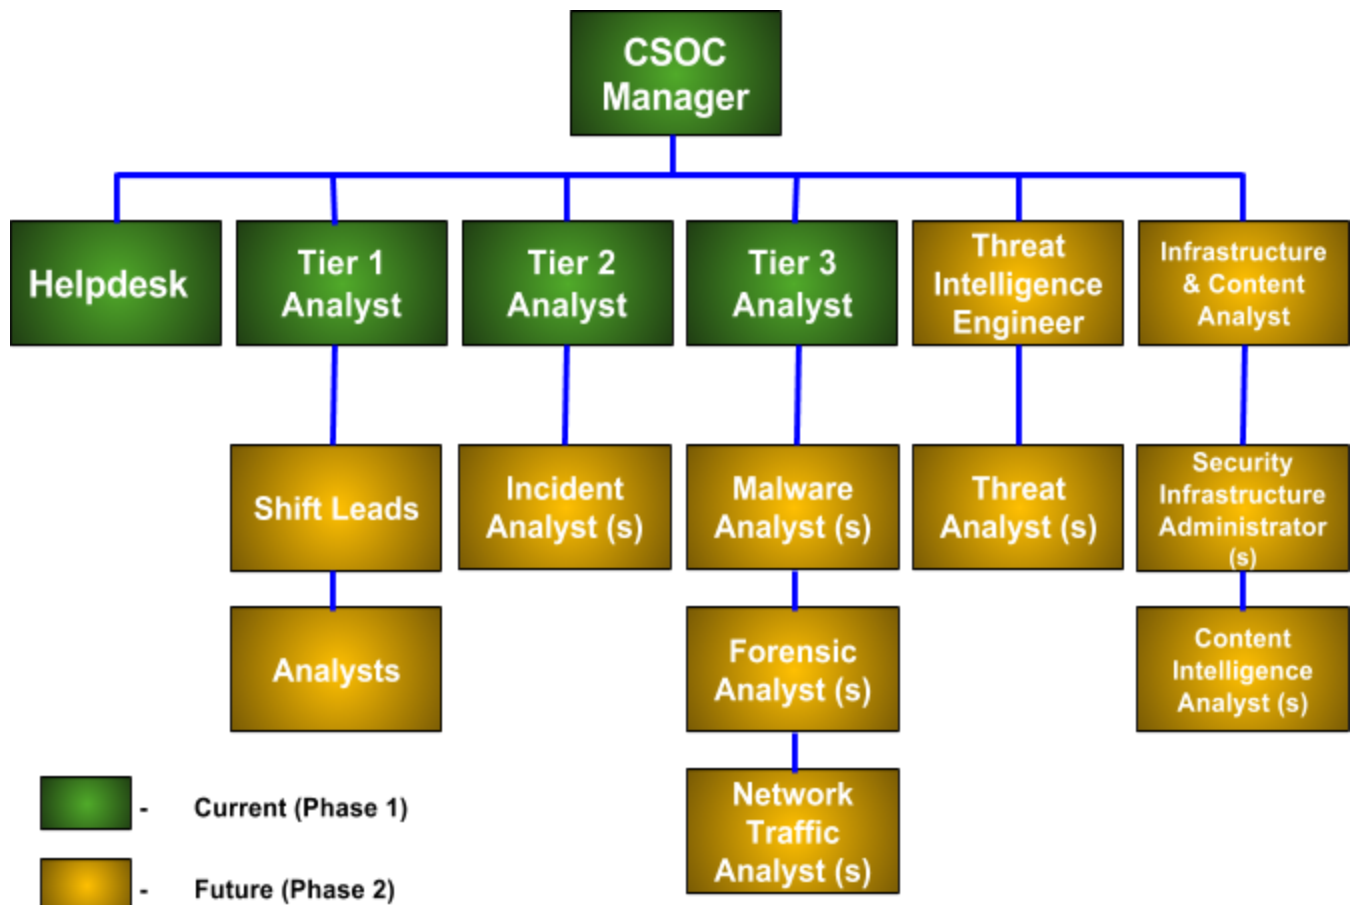 CSOC
Manager
Helpdesk
Tier 1
Analyst
Tier 2
Analyst
Tier 3
Analyst
Threat
Intelligence
Engineer
Infrastructure
& Content
Analyst
Shift Leads
Incident
Analyst (s)
Malware
Analyst (s)
Threat
Analyst (s)
Security
Infrastructure
Administrator
(s)
Analysts
Forensic
Analyst (s)
Content
Intelligence
Analyst (s)
Network
Traffic
Analyst (s)
- Current (Phase 1)
- Future (Phase 2)